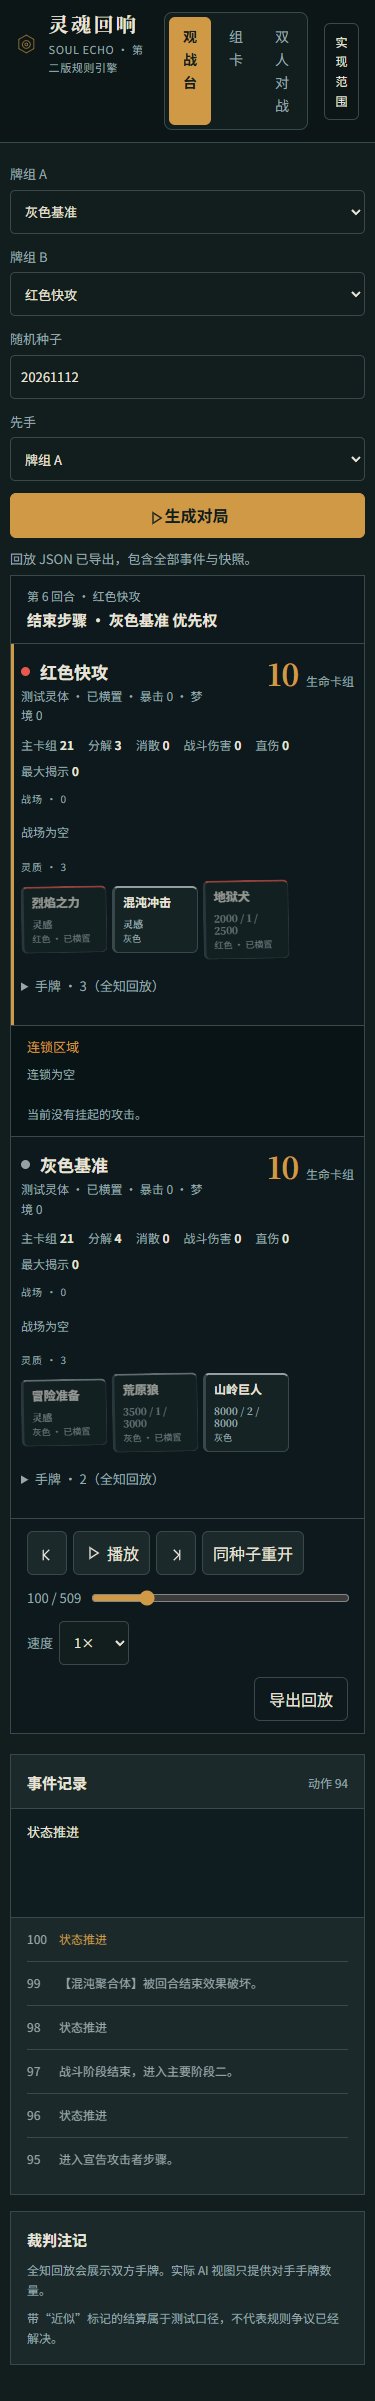 灵魂回响
SOUL ECHO · 第
二版规则引擎
观战台
组卡
双人对战
实现范围
牌组 A
灰色基准
牌组 B
红色快攻
随机种子
20261112
先手
牌组 A
生成对局
回放 JSON 已导出，包含全部事件与快照。
第 6 回合 · 红色快攻
结束步骤 · 灰色基准 优先权
红色快攻
10 生命卡组
测试灵体 · 已横置 · 暴击 0 · 梦
境 0
主卡组 21 分解 3 消散 0 战斗伤害 0 直伤 0
最大揭示 0
战场 · 0
战场为空
灵质 · 3
烈焰之力
灵感
红色 · 已横置
混沌冲击
灵感
灰色
地狱犬
2000 / 1 /
2500
红色 · 已横置
手牌 · 3（全知回放）
连锁区域
连锁为空
当前没有挂起的攻击。
灰色基准
10 生命卡组
测试灵体 · 已横置 · 暴击 0 · 梦
境 0
主卡组 21 分解 4 消散 0 战斗伤害 0 直伤 0
最大揭示 0
战场 · 0
战场为空
灵质 · 3
冒险准备
灵感
灰色 · 已横置
荒原狼
3500 / 1 /
3000
灰色 · 已横置
山岭巨人
8000 / 2 /
8000
灰色
手牌 · 2（全知回放）
播放
同种子重开
100 / 509
速度 1×
导出回放
事件记录 动作 94
状态推进
100 状态推进
99 【混沌聚合体】被回合结束效果破坏。
98 状态推进
97 战斗阶段结束，进入主要阶段二。
96 状态推进
95 进入宣告攻击者步骤。
裁判注记
全知回放会展示双方手牌。实际 AI 视图只提供对手手牌数
量。
带“近似”标记的结算属于测试口径，不代表规则争议已经
解决。